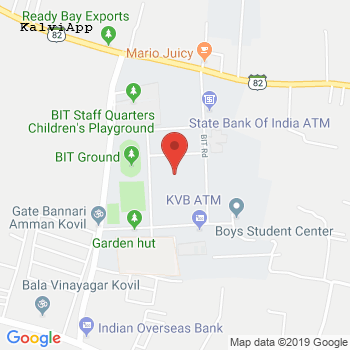 Ready Bay Exports
KalviApp
82
Mario Juicy
82
BIT Staff Quarters
Children's Playground
State Bank Of India ATM
BIT Rd
BIT Ground
KVB ATM
Gate Bannari
Amman Kovil
Boys Student Center
Garden hut
Bala Vinayagar Kovil
Indian Overseas Bank
Map data ©2019 Google